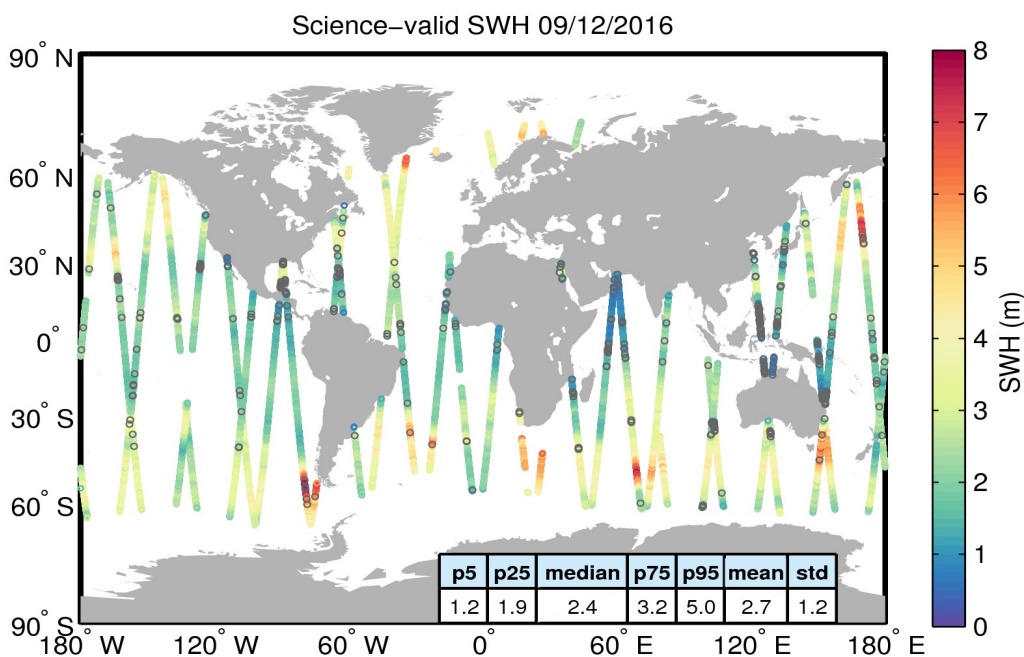 Science−valid SWH 09/12/2016
90° N
60° N
30° N
0°
30° S
60° S
90° S
180° W
120° W
60° W
0°
60° E
120° E
180° E
p5 p25 median p75 p95 mean std
1.2 1.9 2.4 3.2 5.0 2.7 1.2
8
7
6
5
4
3
2
1
0
SWH (m)